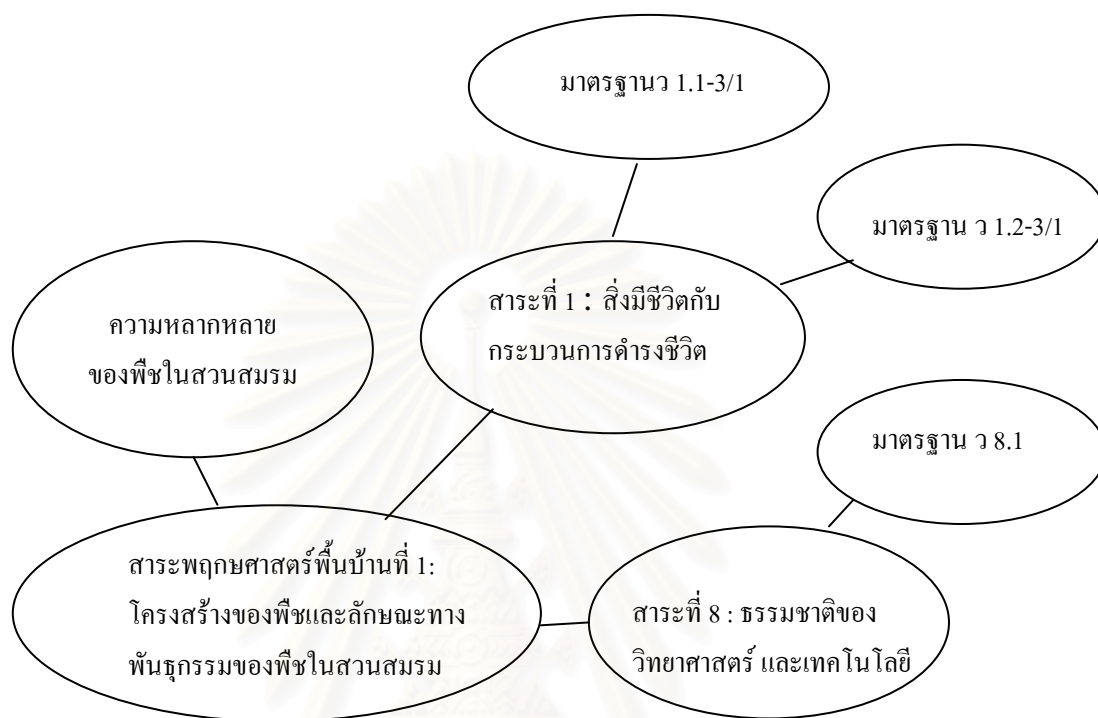 มาตรฐานว 1.1-3/1
มาตรฐาน ว 1.2-3/1
สาระที่ 1 : สิ่งมีชีวิตกับ
กระบวนการดำรงชีวิต
ความหลากหลาย
ของพืชในสวนสมรม
มาตรฐาน ว 8.1
สาระพฤกษศาสตร์พื้นบ้านที่ 1:
โครงสร้างของพืชและลักษณะทาง
พันธุกรรมของพืชในสวนสมรม
สาระที่ 8 : ธรรมชาติของ
วิทยาศาสตร์ และเทคโนโลยี